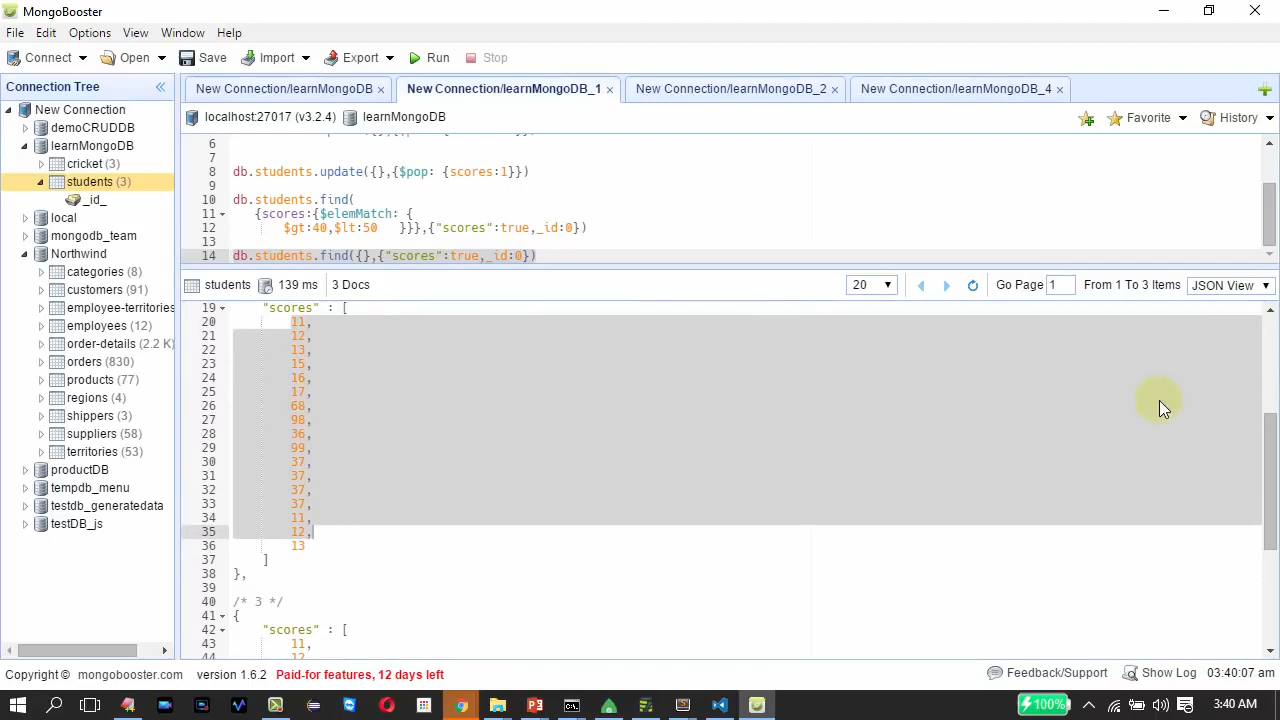 MongoBooster
File Edit Options View Window Help
Connect Open Save Import Export Run Stop
Connection Tree
New Connection
demoCRUDDB
learnMongoDB
cricket (3)
students (3)
_id_
local
mongodb_team
Northwind
categories (8)
customers (91)
employee-territories
employees (12)
order-details (2.2 K)
orders (830)
products (77)
regions (4)
shippers (3)
suppliers (58)
territories (53)
productDB
tempdb_menu
testdb_generatedata
testDB_js
New Connection/learnMongoDB × New Connection/learnMongoDB_1 × New Connection/learnMongoDB_2 × New Connection/learnMongoDB_4 ×
localhost:27017 (v3.2.4) learnMongoDB Favorite History
6
7
8 db.students.update({},{$pop: {scores:1}})
9
10 db.students.find(
11 {scores:{$elemMatch: {
12 $gt:40,$lt:50 }}},{"scores":true,_id:0})
13
14 db.students.find({},{"scores":true,_id:0})
students 139 ms 3 Docs 20 Go Page 1 From 1 To 3 Items JSON View
19 "scores" : [
20 11,
21 12,
22 13,
23 15,
24 16,
25 17,
26 68,
27 98,
28 36,
29 99,
30 37,
31 37,
32 37,
33 37,
34 11,
35 12,
36 13
37 ]
38 },
39
40 /* 3 */
41 {
42 "scores" : [
43 11,
44 12
Copyright © mongobooster.com version 1.6.2 Paid-for features, 12 days left Feedback/Support Show Log 03:40:07 am
100% 3:40 AM